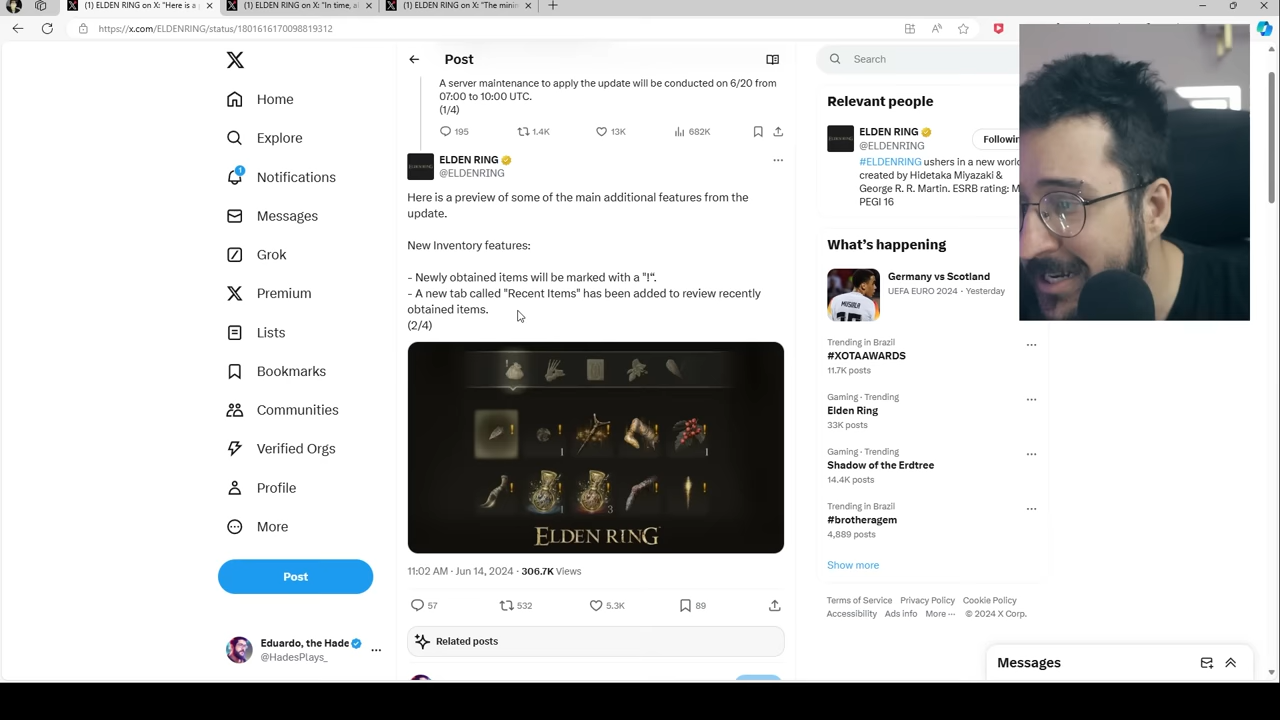 (1) ELDEN RING on X: "Here is a
(1) ELDEN RING on X: "In time, a
(1) ELDEN RING on X: "The mini
https://x.com/ELDENRING/status/1801616170098819312
Home
Explore
1
Notifications
Messages
Grok
Premium
Lists
Bookmarks
Communities
Verified Orgs
Profile
More
Post
Eduardo, the Hade
@HadesPlays_
Post
A server maintenance to apply the update will be conducted on 6/20 from
07:00 to 10:00 UTC.
(1/4)
195 1.4K 13K 682K
ELDEN RING
@ELDENRING
Here is a preview of some of the main additional features from the
update.
New Inventory features:
- Newly obtained items will be marked with a "!“.
- A new tab called "Recent Items" has been added to review recently
obtained items.
(2/4)
! ! ! ! !
1 1
! ! ! ! !
1 3
ELDEN RING
11:02 AM · Jun 14, 2024 · 306.7K Views
57 532 5.3K 89
Related posts
Search
Relevant people
ELDEN RING
@ELDENRING
Followin
#ELDENRING ushers in a new world
created by Hidetaka Miyazaki &
George R. R. Martin. ESRB rating: M
PEGI 16
What’s happening
Germany vs Scotland
UEFA EURO 2024 · Yesterday
MUSIALA
10
Trending in Brazil
#XOTAAWARDS
11.7K posts
Gaming · Trending
Elden Ring
33K posts
Gaming · Trending
Shadow of the Erdtree
14.4K posts
Trending in Brazil
#brotheragem
4,889 posts
Show more
Terms of Service Privacy Policy Cookie Policy
Accessibility Ads info More ··· © 2024 X Corp.
Messages